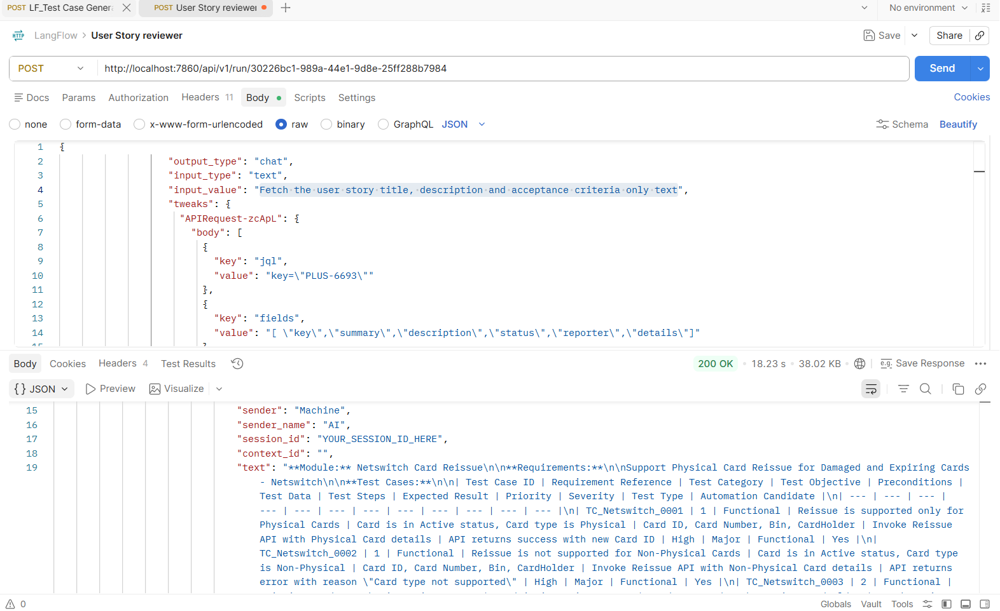 POST LF_Test Case Genera
POST User Story reviewer
No environment
HTTP LangFlow > User Story reviewer
Save
Share
POST http://localhost:7860/api/v1/run/30226bc1-989a-44e1-9d8e-25ff288b7984
Send
Docs Params Authorization Headers 11 Body Scripts Settings
Cookies
none form-data x-www-form-urlencoded raw binary GraphQL JSON
Schema Beautify
1 {
2 "output_type": "chat",
3 "input_type": "text",
4 "input_value": "Fetch the user story title, description and acceptance criteria only text",
5 "tweaks": {
6 "APIRequest-zcApL": {
7 "body": [
8 {
9 "key": "jql",
10 "value": "key=\"PLUS-6693\""
11 },
12 {
13 "key": "fields",
14 "value": "[ \"key\",\"summary\",\"description\",\"status\",\"reporter\",\"details\"]"
Body Cookies Headers 4 Test Results
200 OK • 18.23 s • 38.02 KB •
e.g. Save Response
{} JSON Preview Visualize
15 "sender": "Machine",
16 "sender_name": "AI",
17 "session_id": "YOUR_SESSION_ID_HERE",
18 "context_id": "",
19 "text": "**Module:** Netswitch Card Reissue\n\n**Requirements:**\n\nSupport Physical Card Reissue for Damaged and Expiring Cards
- Netswitch\n\n**Test Cases:**\n\n| Test Case ID | Requirement Reference | Test Category | Test Objective | Preconditions |
Test Data | Test Steps | Expected Result | Priority | Severity | Test Type | Automation Candidate |\n| --- | --- | --- |
--- | --- | --- | --- | --- | --- | --- | --- | --- |\n| TC_Netswitch_0001 | 1 | Functional | Reissue is supported only for
Physical Cards | Card is in Active status, Card type is Physical | Card ID, Card Number, Bin, CardHolder | Invoke Reissue
API with Physical Card details | API returns success with new Card ID | High | Major | Functional | Yes |\n|
TC_Netswitch_0002 | 1 | Functional | Reissue is not supported for Non-Physical Cards | Card is in Active status, Card type
is Non-Physical | Card ID, Card Number, Bin, CardHolder | Invoke Reissue API with Non-Physical Card details | API returns
error with reason \"Card type not supported\" | High | Major | Functional | Yes |\n| TC_Netswitch_0003 | 2 | Functional |
0
Globals Vault Tools